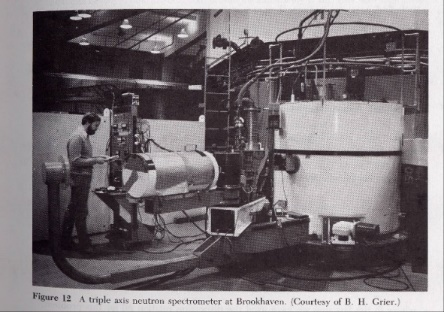 Figure 12 A triple axis neutron spectrometer at Brookhaven. (Courtesy of B. H. Grier.)